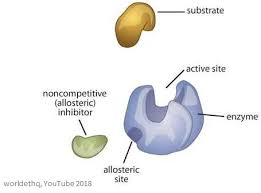 substrate
active site
noncompetitive
(allosteric)
inhibitor
enzyme
allosteric
site
worldethq, YouTube 2018